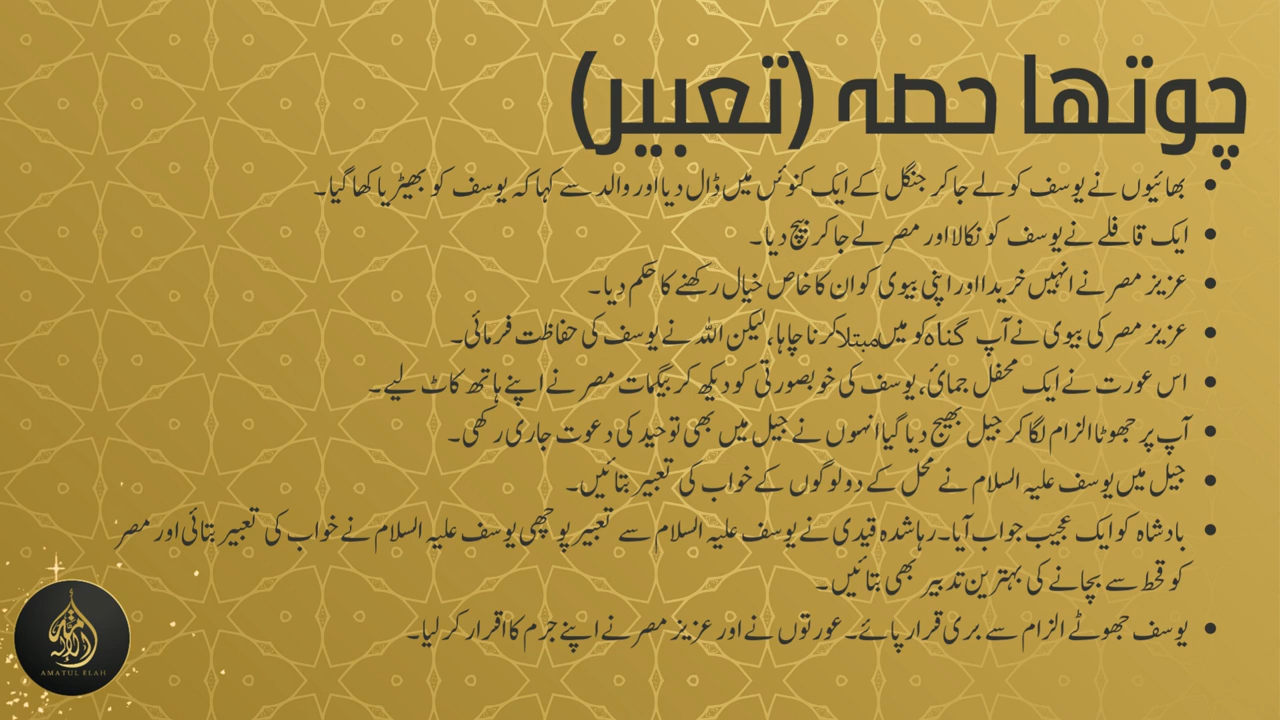 چوتھا حصہ (تعبیر)
• بھائیوں نے یوسف کو لے جا کر جنگل کے ایک کنوئں میں ڈال دیا اور والد سے کہا کہ یوسف کو بھیڑیا کھا گیا۔
• ایک قافلے نے یوسف کو نکالا اور مصر لے جا کر بیچ دیا۔
• عزیز مصر نے انہیں خریدا اور اپنی بیوی کو ان کا خاص خیال رکھنے کا حکم دیا۔
• عزیز مصر کی بیوی نے آپ گناہ کو میں مبتلا کرنا چاہا، لیکن اللہ نے یوسف کی حفاظت فرمائی۔
• اس عورت نے ایک محفل جمائ، یوسف کی خوبصورتی کو دیکھ کر بیگمات مصر نے اپنے ہاتھ کاٹ لیے۔
• آپ پر جھوٹا الزام لگا کر جیل بھیج دیا گیا انہوں نے جیل میں بھی توحید کی دعوت جاری رکھی۔
• جیل میں یوسف علیہ السلام نے محل کے دو لوگوں کے خواب کی تعبیر بتائیں۔
• بادشاہ کو ایک عجیب جواب آیا۔ رہا شدہ قیدی نے یوسف علیہ السلام سے تعبیر پوچھی یوسف علیہ السلام نے خواب کی تعبیر بتائی اور مصر
کو قحط سے بچانے کی بہترین تدبیر بھی بتائیں۔
• یوسف جھوٹے الزام سے بری قرار پائے۔ عورتوں نے اور عزیز مصر نے اپنے جرم کا اقرار کر لیا۔
AMATUL ELAH